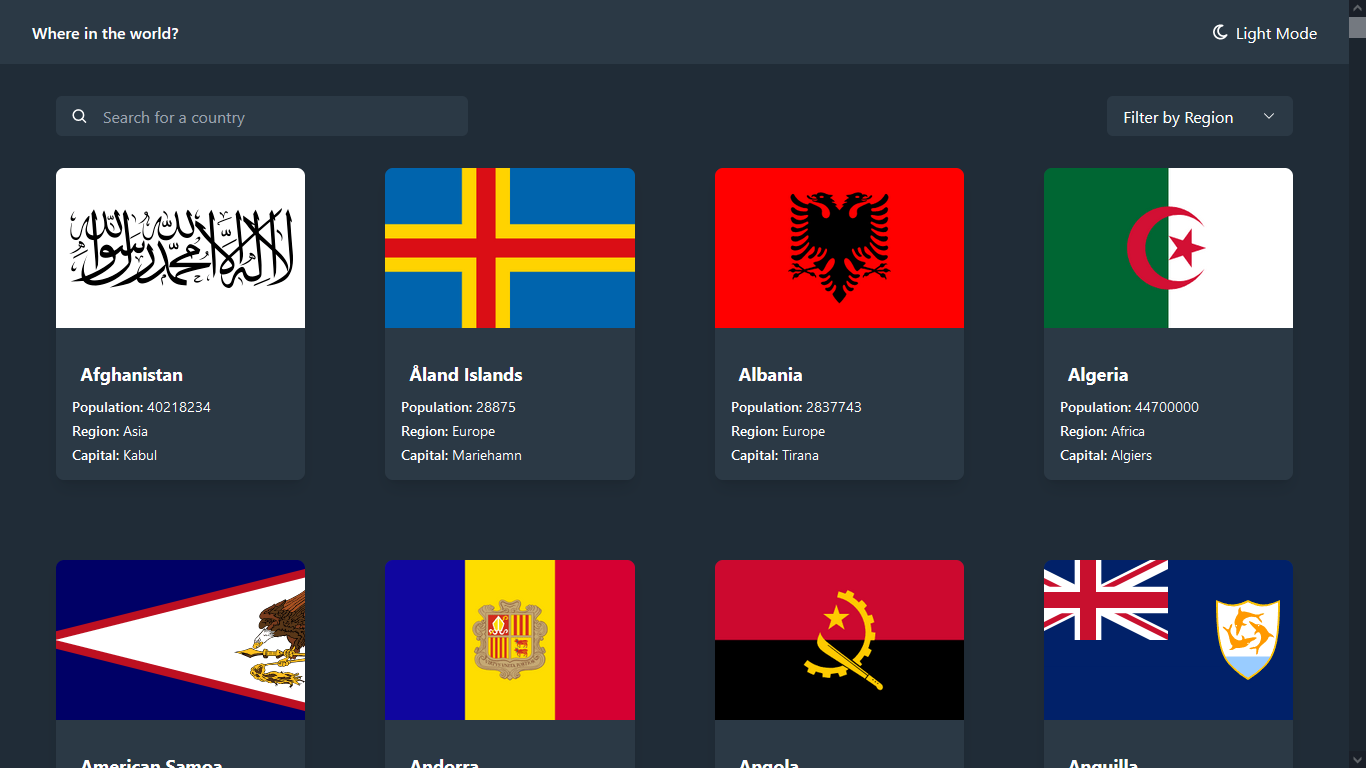 Where in the world?
Light Mode
Search for a country
Filter by Region
لا إله إلا الله محمد رسول الله
Afghanistan
Population: 40218234
Region: Asia
Capital: Kabul
Åland Islands
Population: 28875
Region: Europe
Capital: Mariehamn
Albania
Population: 2837743
Region: Europe
Capital: Tirana
Algeria
Population: 44700000
Region: Africa
Capital: Algiers
American Samoa
Andorra
Angola
Anguilla